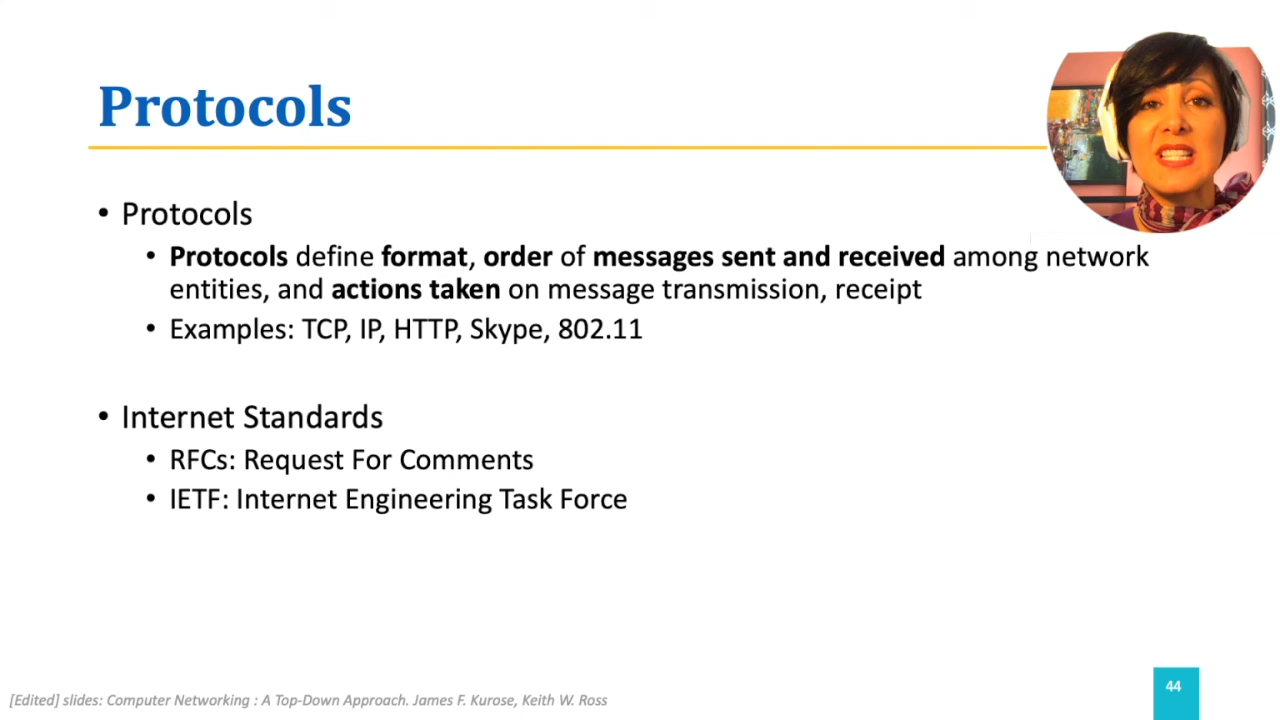 Protocols
• Protocols
• Protocols define format, order of messages sent and received among network
entities, and actions taken on message transmission, receipt
• Examples: TCP, IP, HTTP, Skype, 802.11
• Internet Standards
• RFCs: Request For Comments
• IETF: Internet Engineering Task Force
[Edited] slides: Computer Networking : A Top-Down Approach. James F. Kurose, Keith W. Ross
44